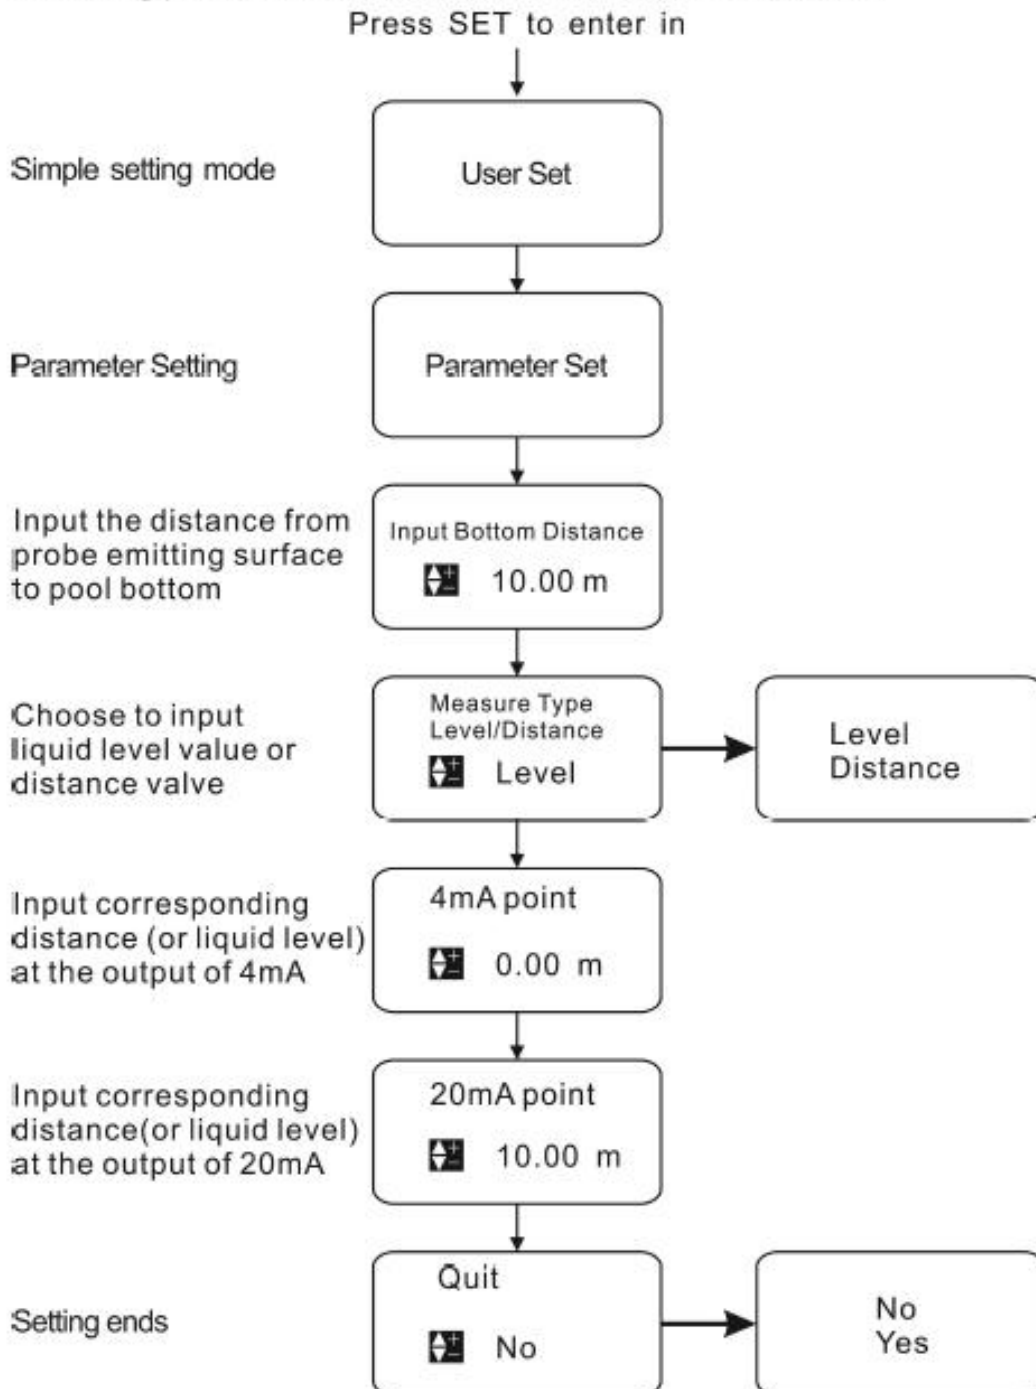 Press SET to enter in
Simple setting mode
User Set
Parameter Setting
Parameter Set
Input the distance from
probe emitting surface
to pool bottom
Input Bottom Distance
10.00 m
Choose to input
liquid level value or
distance valve
Measure Type
Level/Distance
Level
Level
Distance
Input corresponding
distance (or liquid level)
at the output of 4mA
4mA point
0.00 m
Input corresponding
distance(or liquid level)
at the output of 20mA
20mA point
10.00 m
Setting ends
Quit
No
No
Yes